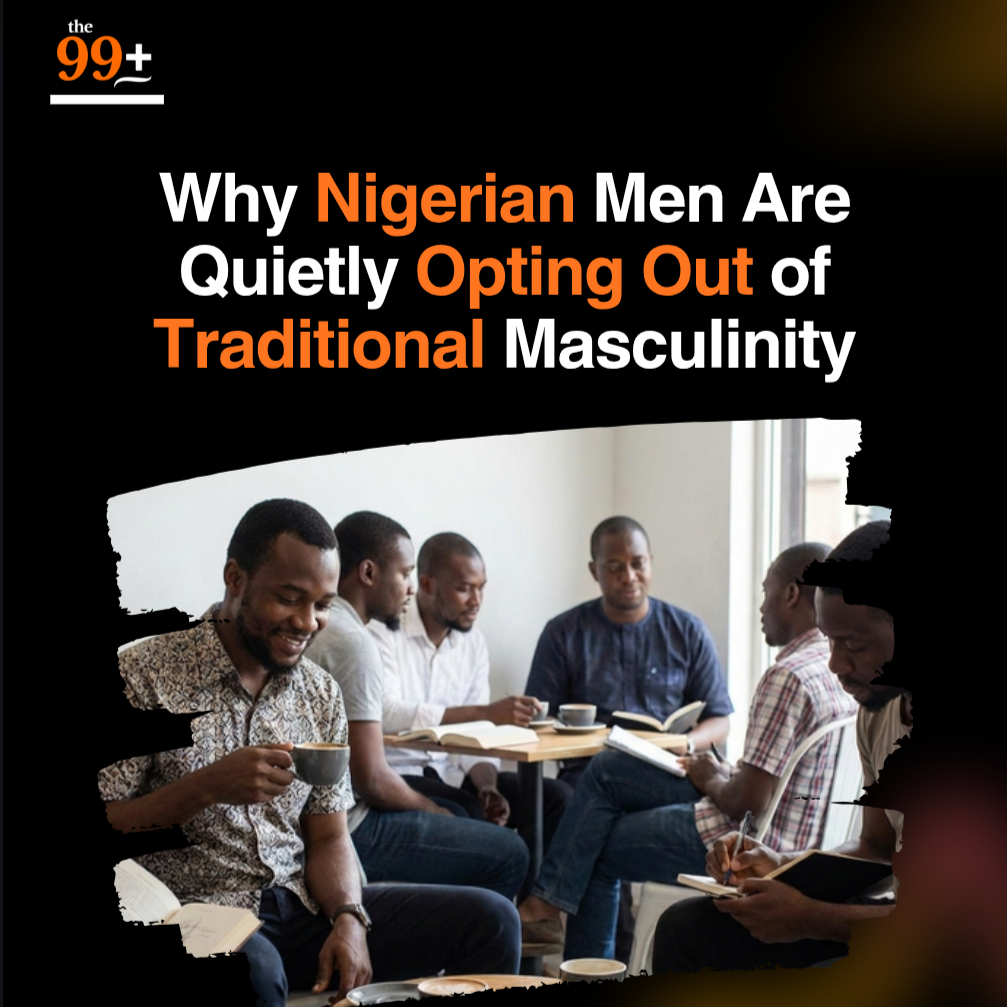 the
99+
Why Nigerian Men Are
Quietly Opting Out of
Traditional Masculinity